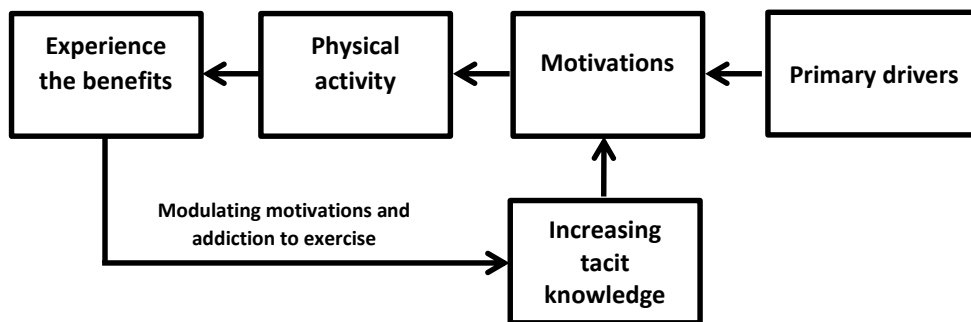 Experience
the benefits
Physical
activity
Motivations
Primary drivers
Modulating motivations and
addiction to exercise
Increasing
tacit
knowledge